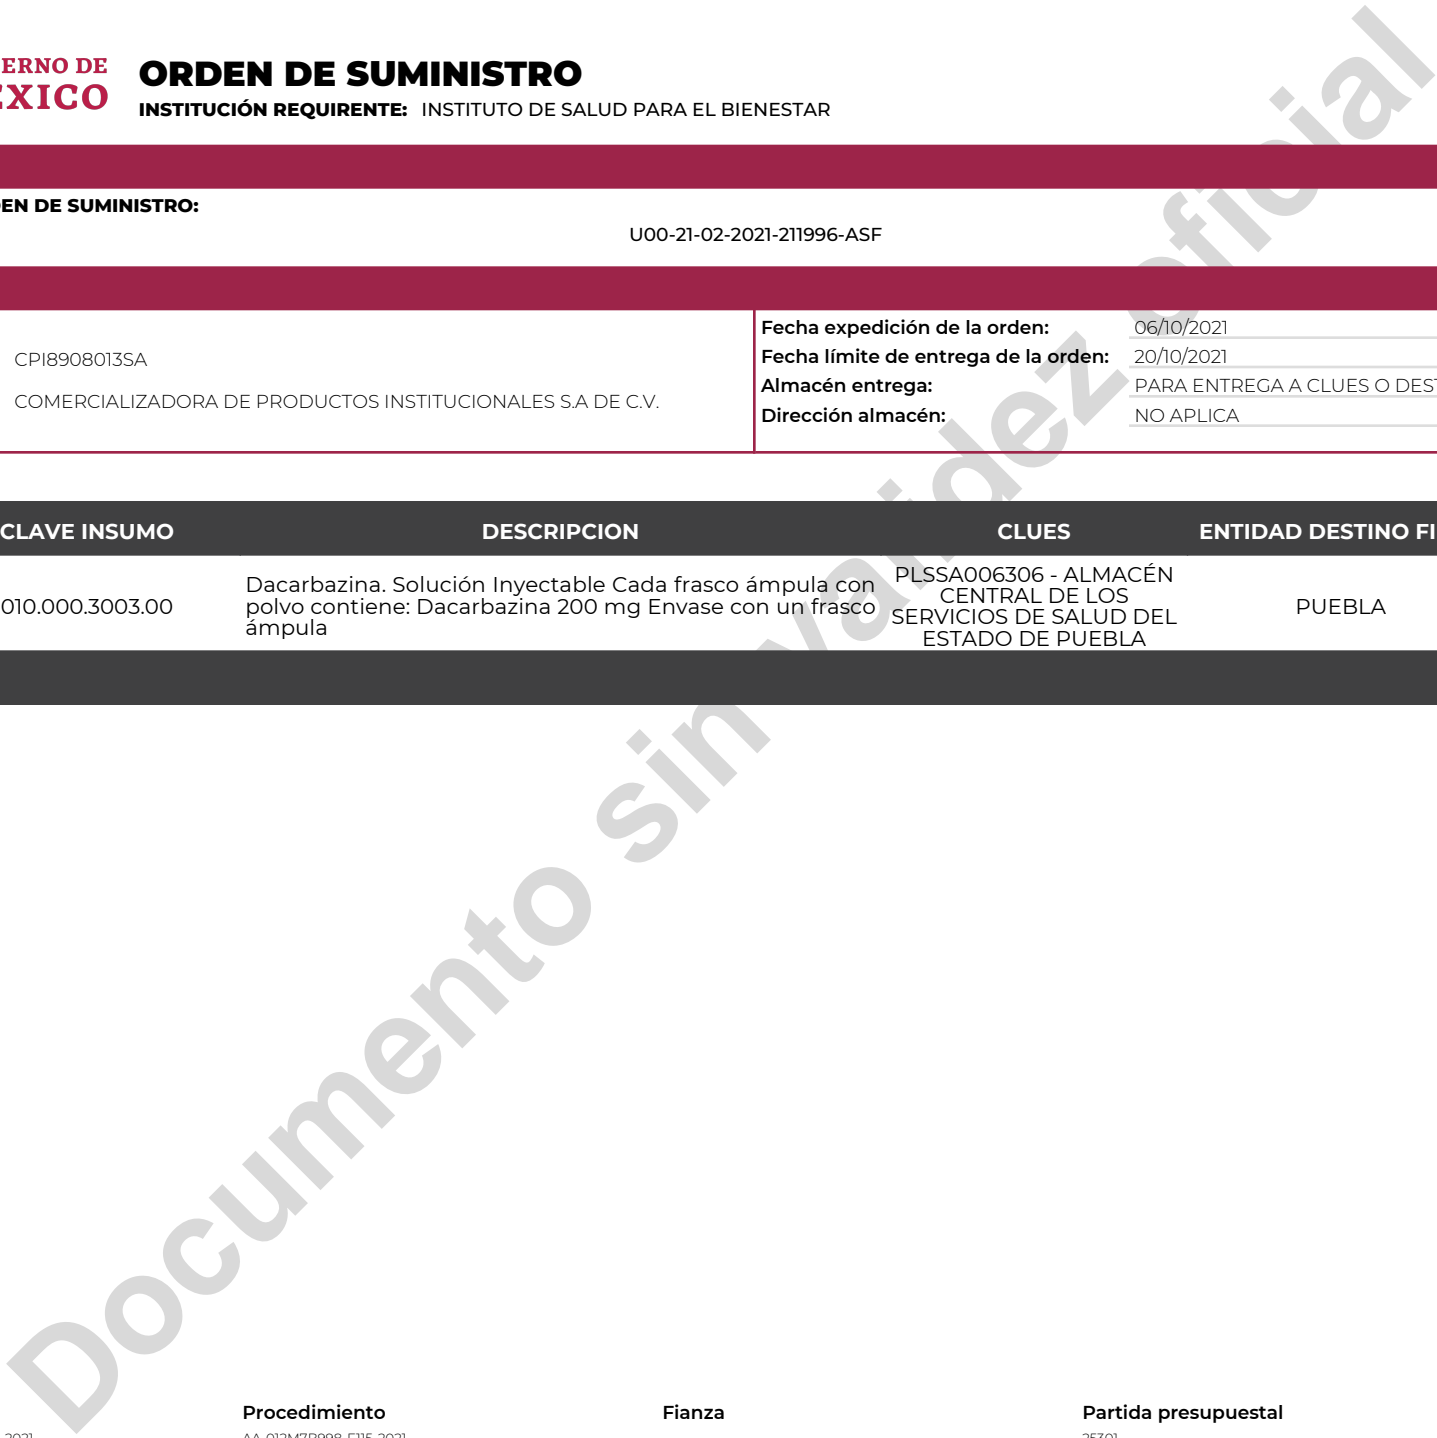 ERNO DE
EXICO
ORDEN DE SUMINISTRO
INSTITUCIÓN REQUIRENTE: INSTITUTO DE SALUD PARA EL BIENESTAR
EN DE SUMINISTRO:
U00-21-02-2021-211996-ASF
CPI8908013SA
COMERCIALIZADORA DE PRODUCTOS INSTITUCIONALES S.A DE C.V.
Fecha expedición de la orden: 06/10/2021
Fecha límite de entrega de la orden: 20/10/2021
Almacén entrega: PARA ENTREGA A CLUES O DEST
Dirección almacén: NO APLICA
CLAVE INSUMO DESCRIPCION CLUES ENTIDAD DESTINO FI
010.000.3003.00
Dacarbazina. Solución Inyectable Cada frasco ámpula con
polvo contiene: Dacarbazina 200 mg Envase con un frasco
ámpula
PLSSA006306 - ALMACÉN
CENTRAL DE LOS
SERVICIOS DE SALUD DEL
ESTADO DE PUEBLA
PUEBLA
Documento sin validez oficial
Procedimiento Fianza Partida presupuestal